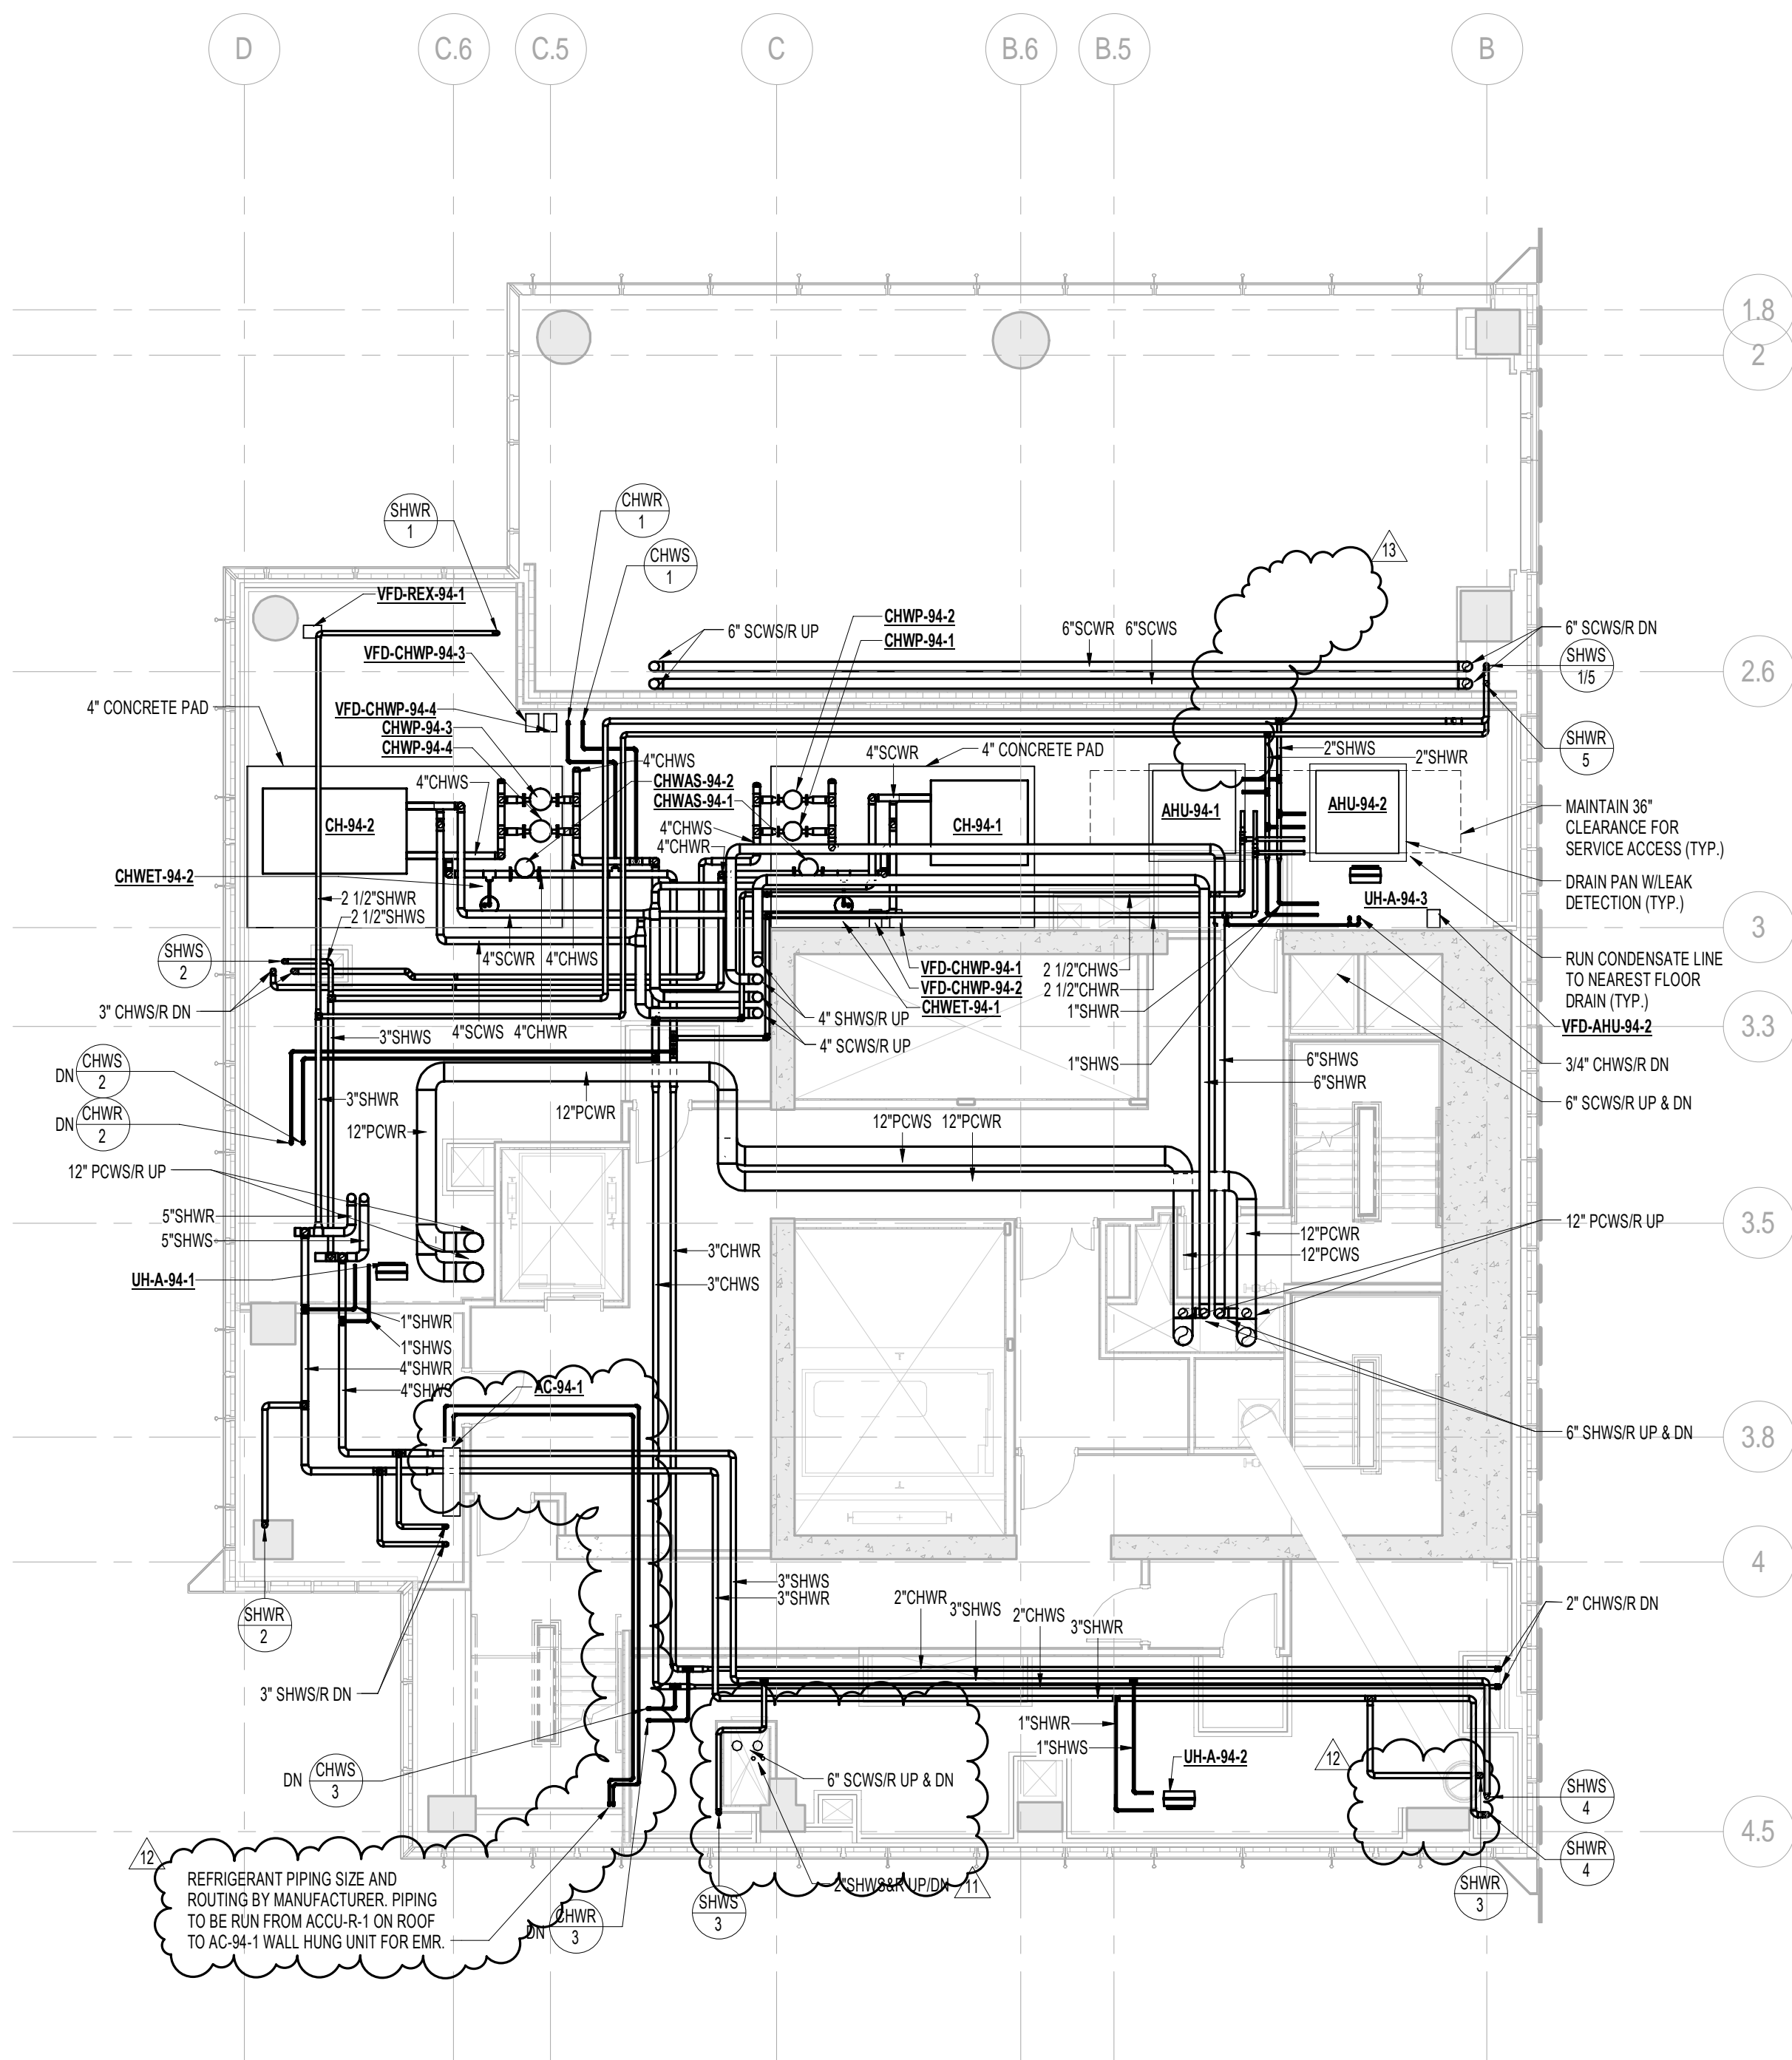 D
C.6
C.5
C
B.6
B.5
B
1.8
2
13
SHWR
1
CHWR
1
CHWS
1
VFD-REX-94-1
CHWP-94-2
6" SCWS/R UP
CHWP-94-1
6"SCWR
6"SCWS
6" SCWS/R DN
SHWS
1/5
2.6
VFD-CHWP-94-3
4" CONCRETE PAD
VFD-CHWP-94-4
CHWP-94-3
CHWP-94-4
SHWR
5
4"CHWS
4"CHWS
4"SCWR
4" CONCRETE PAD
2"SHWS
2"SHWR
CHWAS-94-2
CHWAS-94-1
CH-94-2
CH-94-1
AHU-94-1
AHU-94-2
MAINTAIN 36"
CLEARANCE FOR
SERVICE ACCESS (TYP.)
4"CHWS
4"CHWR
CHWET-94-2
DRAIN PAN W/LEAK
DETECTION (TYP.)
2 1/2"SHWR
2 1/2"SHWS
UH-A-94-3
3
SHWS
2
4"SCWR
4"CHWS
VFD-CHWP-94-1
VFD-CHWP-94-2
CHWET-94-1
2 1/2"CHWS
2 1/2"CHWR
1"SHWR
RUN CONDENSATE LINE
TO NEAREST FLOOR
DRAIN (TYP.)
VFD-AHU-94-2
3" CHWS/R DN
4" SHWS/R UP
3.3
3"SHWS
4"SCWS
4"CHWR
4" SCWS/R UP
1"SHWS
6"SHWS
6"SHWR
3/4" CHWS/R DN
DN
CHWS
2
3"SHWR
6" SCWS/R UP & DN
DN
CHWR
2
12"PCWR
12"PCWR
12"PCWS
12"PCWR
12" PCWS/R UP
5"SHWR
5"SHWS
12" PCWS/R UP
3.5
3"CHWR
3"CHWS
12"PCWR
12"PCWS
UH-A-94-1
1"SHWR
1"SHWS
4"SHWR
4"SHWS
AC-94-1
6" SHWS/R UP & DN
3.8
4
3"SHWS
3"SHWR
2"CHWR
3"SHWS
2"CHWS
3"SHWR
2" CHWS/R DN
SHWR
2
3" SHWS/R DN
1"SHWR
1"SHWS
UH-A-94-2
12
DN
CHWS
3
6" SCWS/R UP & DN
SHWS
4
4.5
SHWR
4
12
REFRIGERANT PIPING SIZE AND
ROUTING BY MANUFACTURER. PIPING
TO BE RUN FROM ACCU-R-1 ON ROOF
TO AC-94-1 WALL HUNG UNIT FOR EMR.
2"SHWS&R UP/DN
11
SHWS
3
DN
CHWR
3
SHWR
3